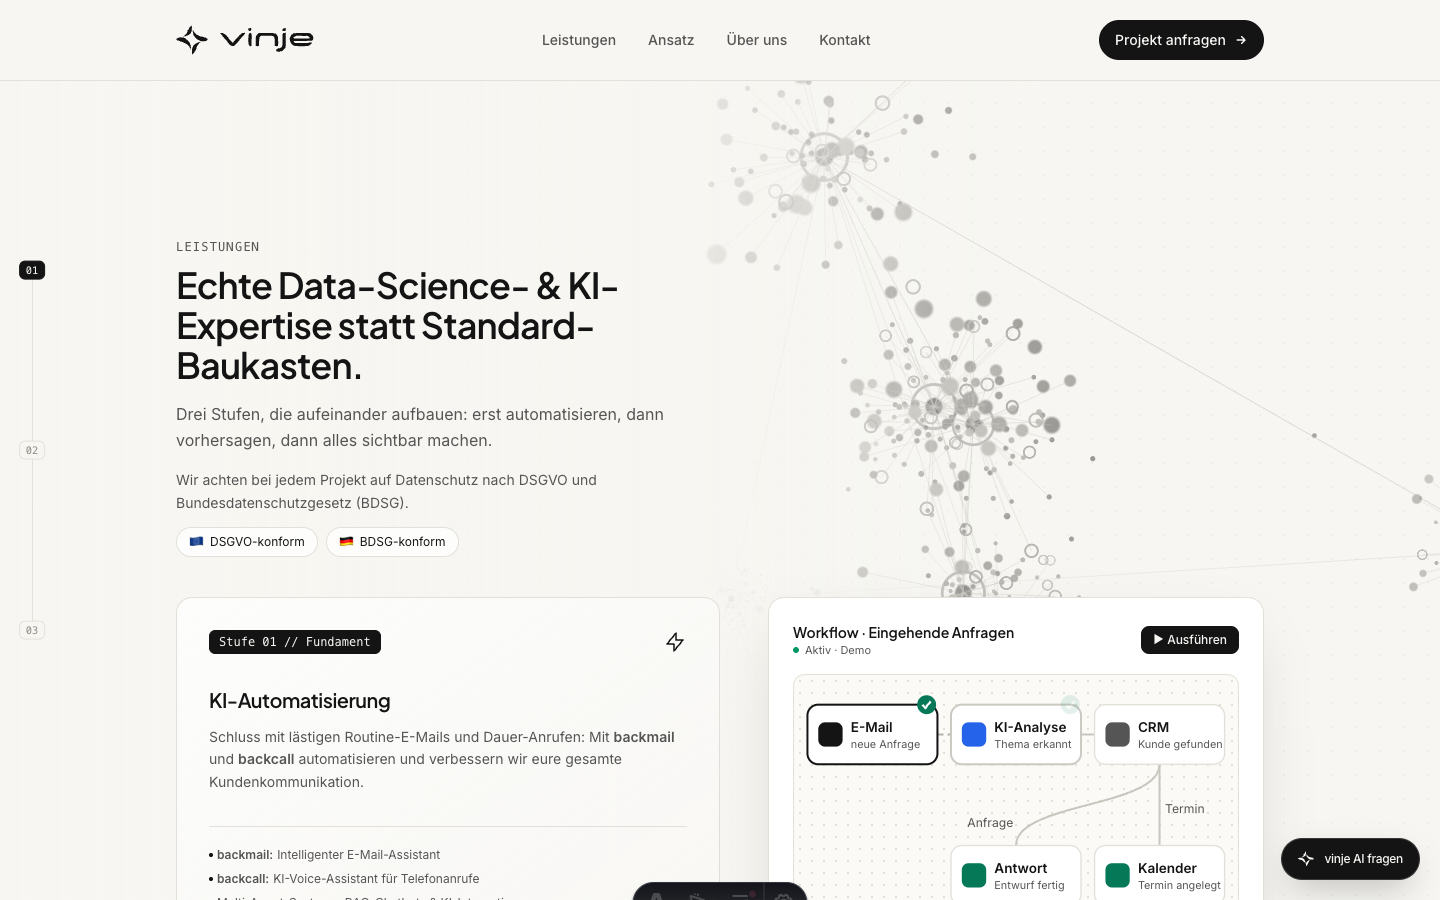 vinje
Leistungen
Ansatz
Über uns
Kontakt
Projekt anfragen
LEISTUNGEN
Echte Data-Science- & KI-
Expertise statt Standard-
Baukasten.
Drei Stufen, die aufeinander aufbauen: erst automatisieren, dann
vorhersagen, dann alles sichtbar machen.
Wir achten bei jedem Projekt auf Datenschutz nach DSGVO und
Bundesdatenschutzgesetz (BDSG).
DSGVO-konform
BDSG-konform
01
02
03
Stufe 01 // Fundament
KI-Automatisierung
Schluss mit lästigen Routine-E-Mails und Dauer-Anrufen: Mit backmail
und backcall automatisieren und verbessern wir eure gesamte
Kundenkommunikation.
• backmail: Intelligenter E-Mail-Assistant
• backcall: KI-Voice-Assistant für Telefonanrufe
Workflow · Eingehende Anfragen
Aktiv · Demo
Ausführen
E-Mail
neue Anfrage
KI-Analyse
Thema erkannt
CRM
Kunde gefunden
Anfrage
Termin
Antwort
Entwurf fertig
Kalender
Termin angelegt
vinje AI fragen